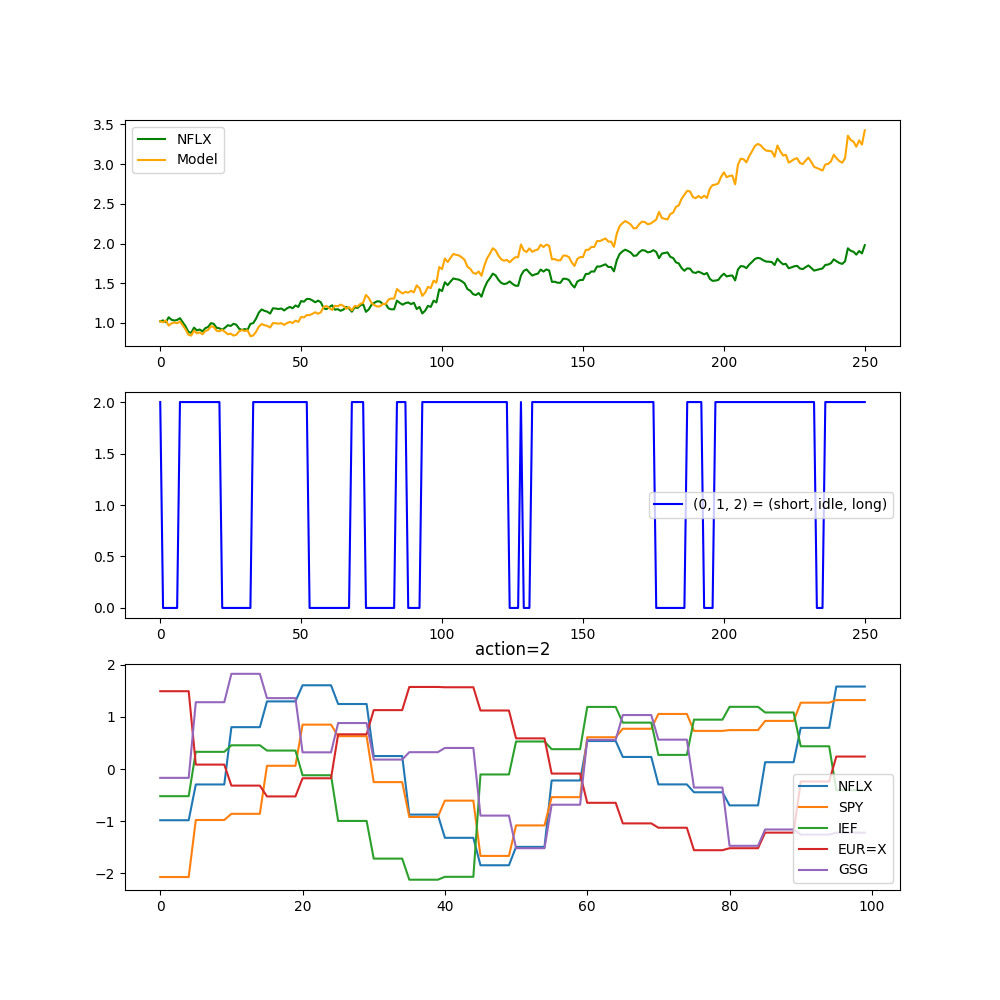 3.5
3.0
2.5
2.0
1.5
1.0
NFLX
Model
0 50 100 150 200 250
2.0
1.5
1.0
0.5
0.0
(0, 1, 2) = (short, idle, long)
0 50 100 150 200 250
action=2
2
1
0
−1
−2
NFLX
SPY
IEF
EUR=X
GSG
0 20 40 60 80 100